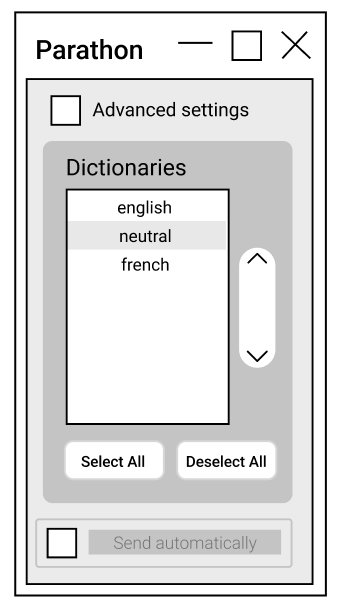 Parathon
Advanced settings
Dictionaries
english
neutral
french
Select All
Deselect All
Send automatically